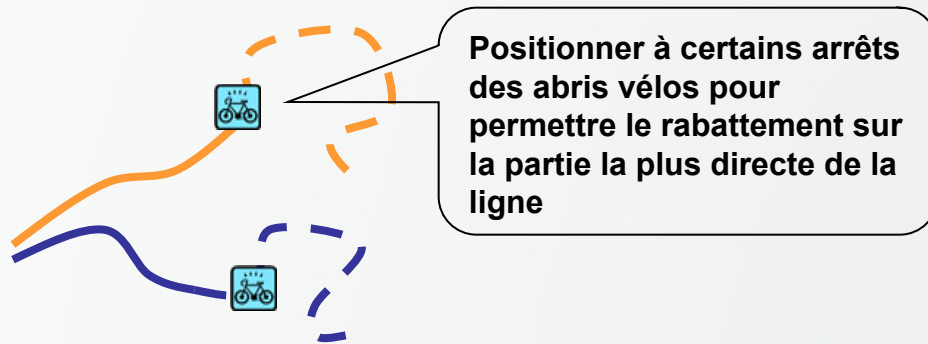 Positionner à certains arrêts
des abris vélos pour
permettre le rabattement sur
la partie la plus directe de la
ligne